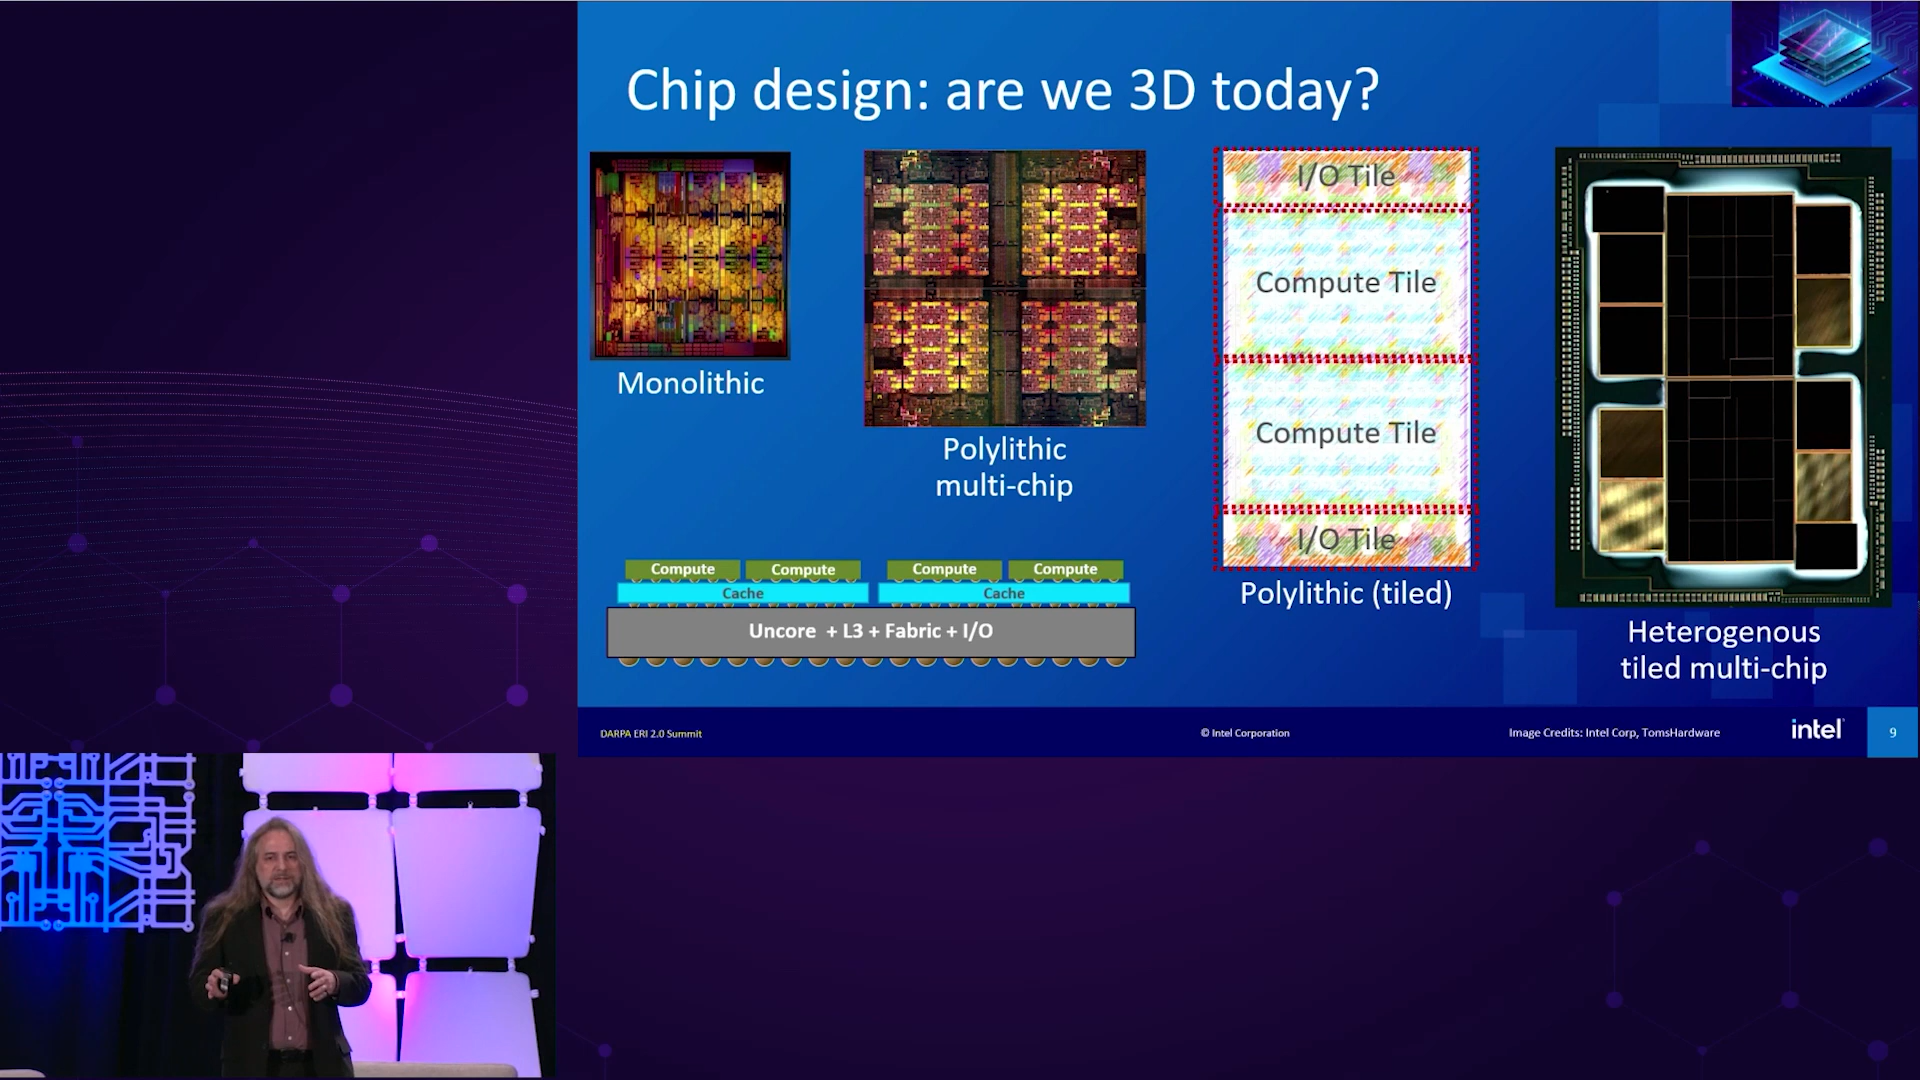 Chip design: are we 3D today?
Monolithic
Polylithic
multi-chip
I/O Tile
Compute Tile
Compute Tile
I/O Tile
Polylithic (tiled)
Heterogenous
tiled multi-chip
Compute Compute Compute Compute
Cache Cache
Uncore + L3 + Fabric + I/O
DARPA ERI 2.0 Summit
© Intel Corporation
Image Credits: Intel Corp, TomsHardware
intel
9